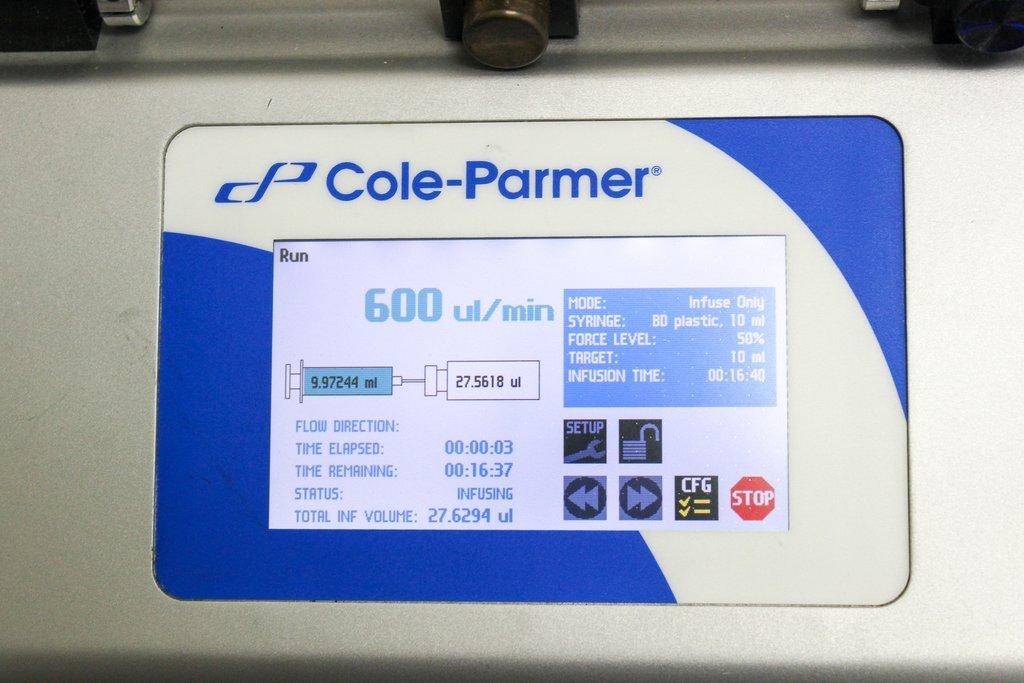 Cole-Parmer®
Run
600 ul/min
MODE: Infuse Only
SYRINGE: BD plastic, 10 ml
FORCE LEVEL: 50%
TARGET: 10 ml
INFUSION TIME: 00:16:40
9.97244 ml
27.5618 ul
FLOW DIRECTION:
TIME ELAPSED: 00:00:03
TIME REMAINING: 00:16:37
STATUS: INFUSING
TOTAL INF VOLUME: 27.6294 ul
SETUP
CFG
STOP